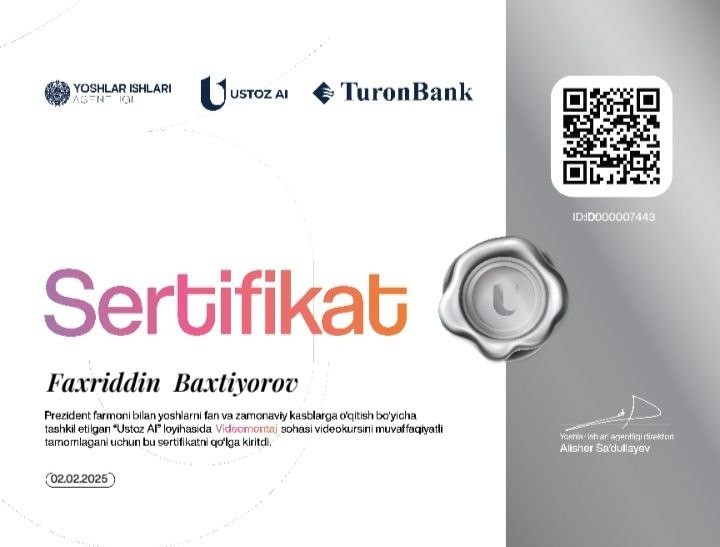 YOSHLAR ISHLARI
AGENTLIGI
USTOZ AI
TuronBank
ID:ID000007443
Sertifikat
Faxriddin Baxtiyorov
Prezident farmoni bilan yoshlarni fan va zamonaviy kasblarga o'qitish bo'yicha
tashkil etilgan "Ustoz AI" loyihasida Videomontaj sohasi videokursini muvaffaqiyatli
tamomlagani uchun bu sertifikatni qo'lga kiritdi.
02.02.2025
Yoshlar ishlari agentligi direktori
Alisher Sa'dullayev